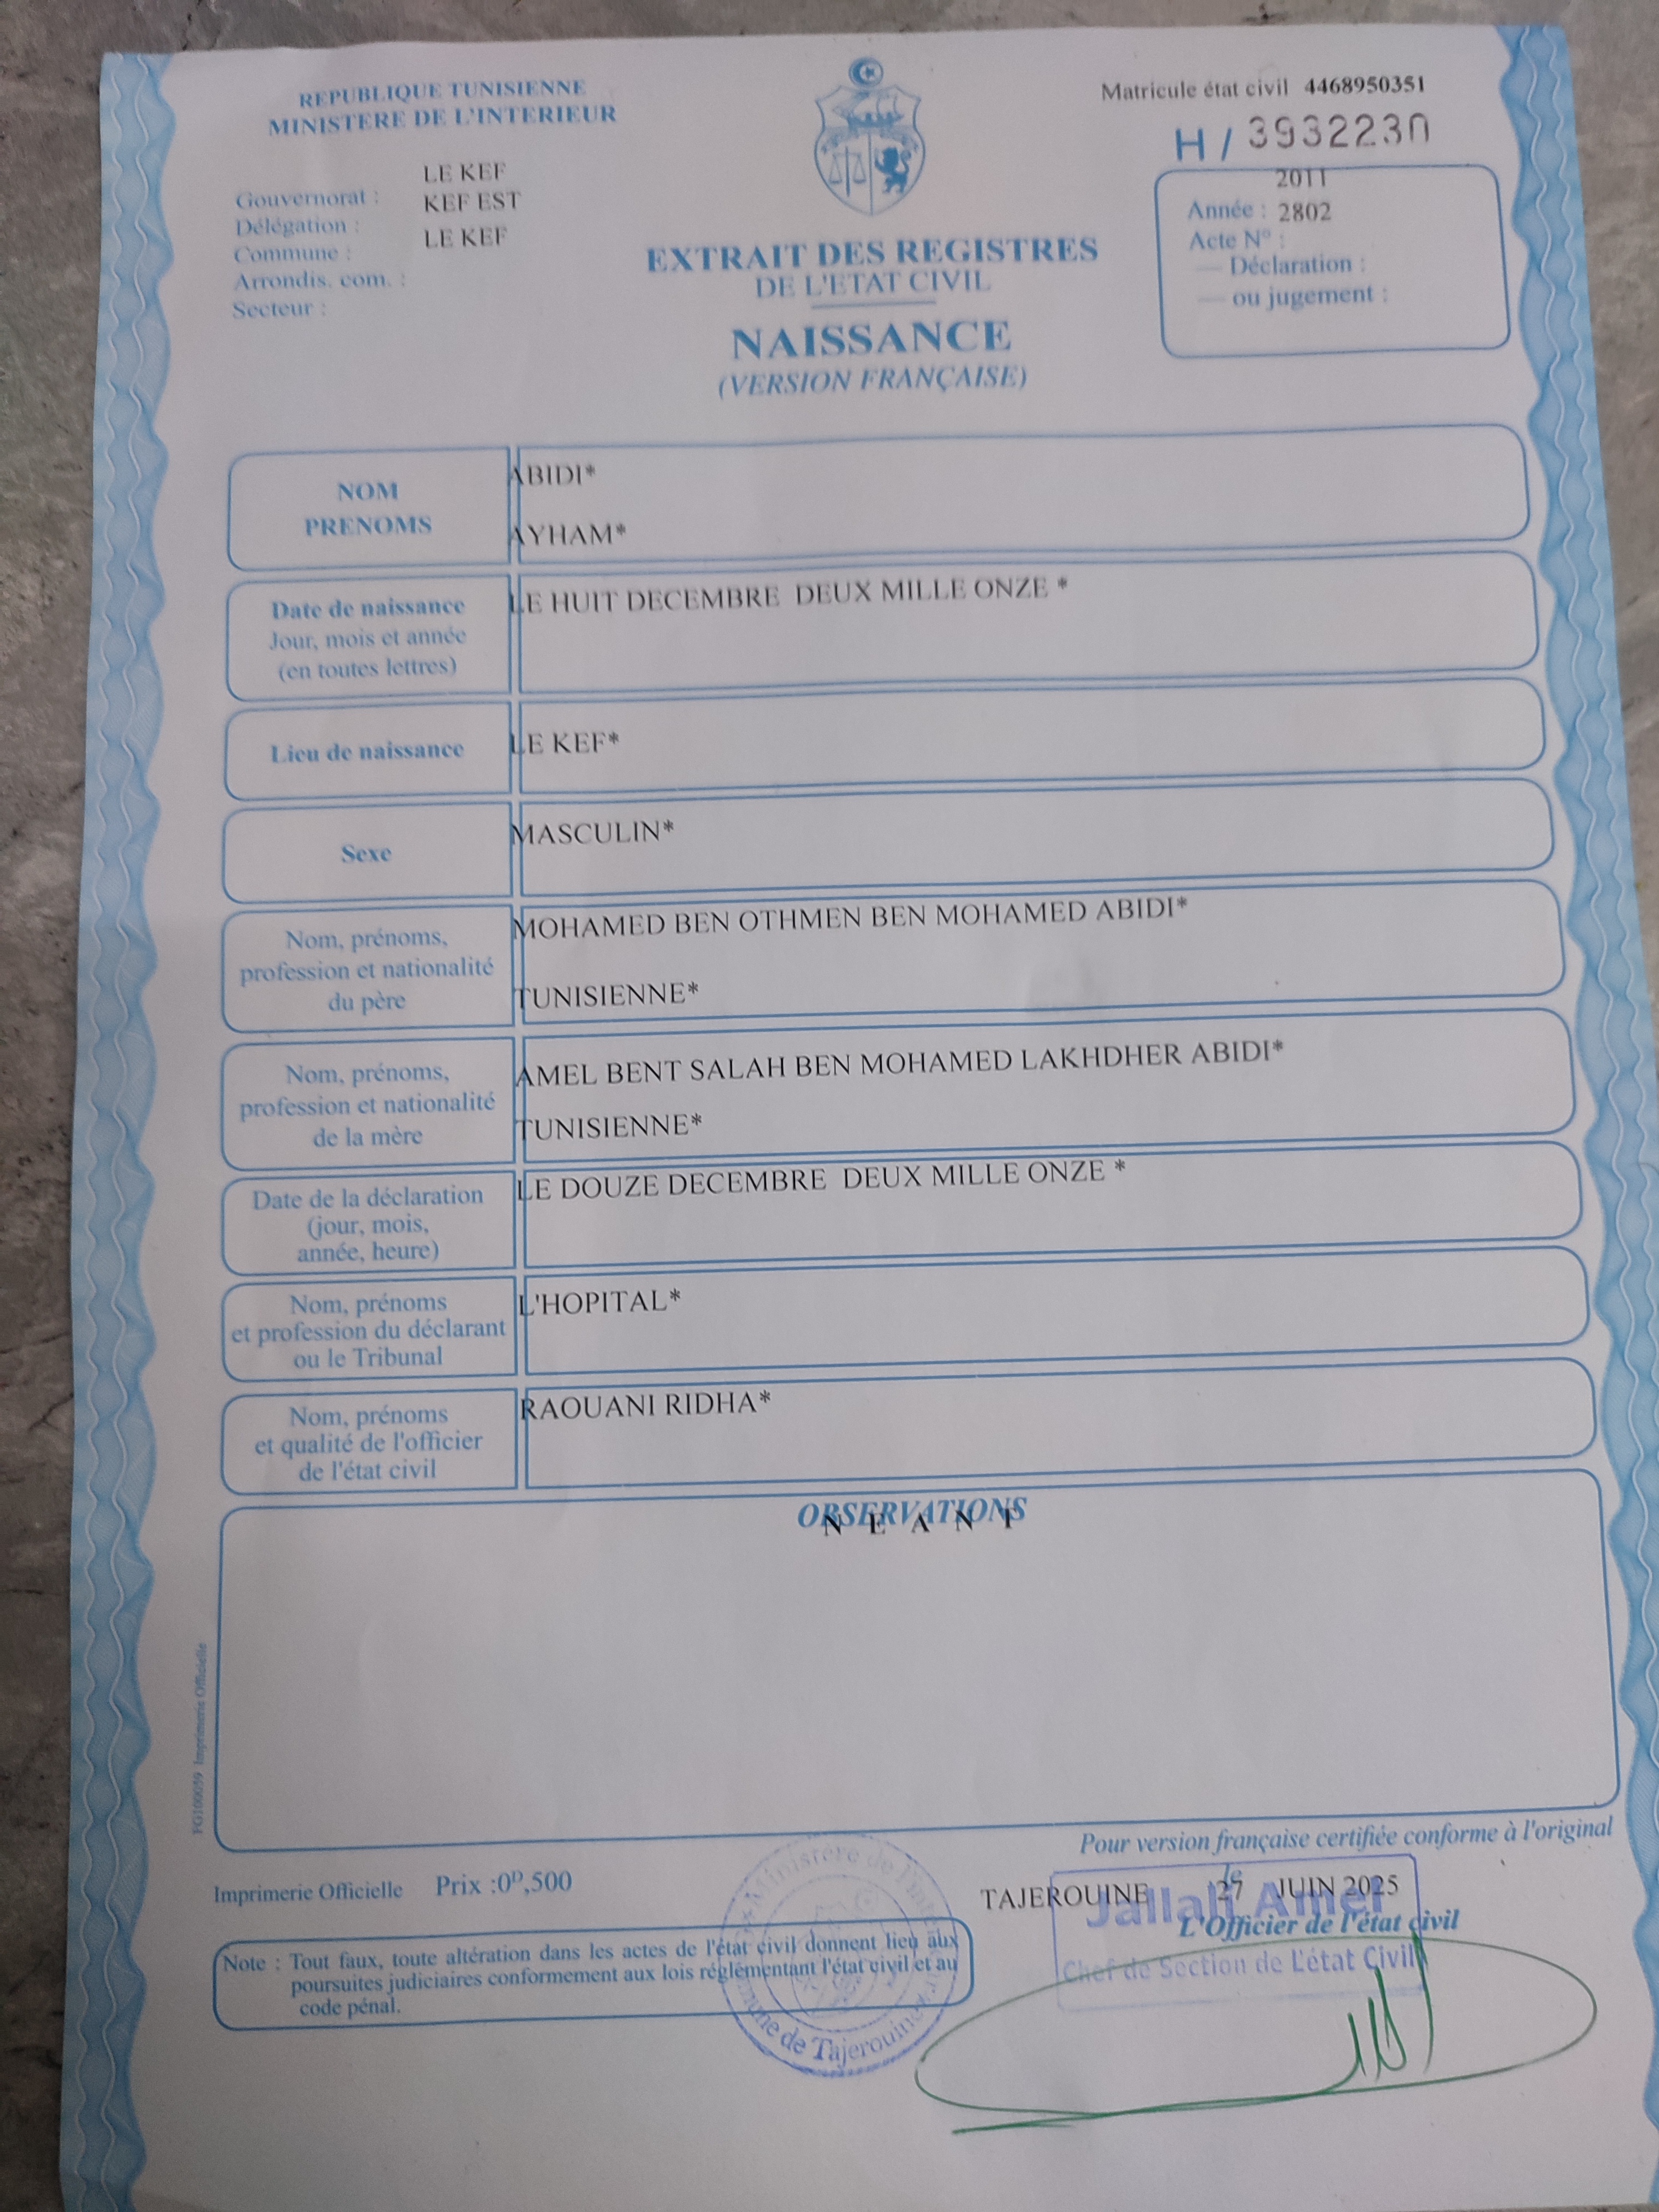 REPUBLIQUE TUNISIENNE
MINISTERE DE L'INTERIEUR
Matricule état civil 4468950351
H / 3932230
LE KEF
Gouvernorat :
KEF EST
Délégation :
LE KEF
Commune :
Arrondis. com. :
Secteur :
2011
Année : 2802
Acte N° :
— Déclaration :
— ou jugement :
EXTRAIT DES REGISTRES
DE L'ETAT CIVIL
NAISSANCE
(VERSION FRANÇAISE)
NOM
PRENOMS
ABIDI*
AYHAM*
Date de naissance
Jour, mois et année
(en toutes lettres)
LE HUIT DECEMBRE DEUX MILLE ONZE *
Lieu de naissance
LE KEF*
Sexe
MASCULIN*
Nom, prénoms,
profession et nationalité
du père
MOHAMED BEN OTHMEN BEN MOHAMED ABIDI*
TUNISIENNE*
Nom, prénoms,
profession et nationalité
de la mère
AMEL BENT SALAH BEN MOHAMED LAKHDHER ABIDI*
TUNISIENNE*
Date de la déclaration
(jour, mois,
année, heure)
LE DOUZE DECEMBRE DEUX MILLE ONZE *
Nom, prénoms
et profession du déclarant
ou le Tribunal
L'HOPITAL*
Nom, prénoms
et qualité de l'officier
de l'état civil
RAOUANI RIDHA*
OBSERVATIONS
N E A N T
FG100059 Imprimerie Officielle
Pour version française certifiée conforme à l'original
Imprimerie Officielle Prix :0ᴰ,500
TAJEROUINE le 27 JUIN 2025
Jallali Amel
L'Officier de l'état civil
Chef de Section de L'état Civil
Note : Tout faux, toute altération dans les actes de l'état civil donnent lieu aux
poursuites judiciaires conformement aux lois réglémentant l'état civil et au
code pénal.
Ministère de
de Tajerouine